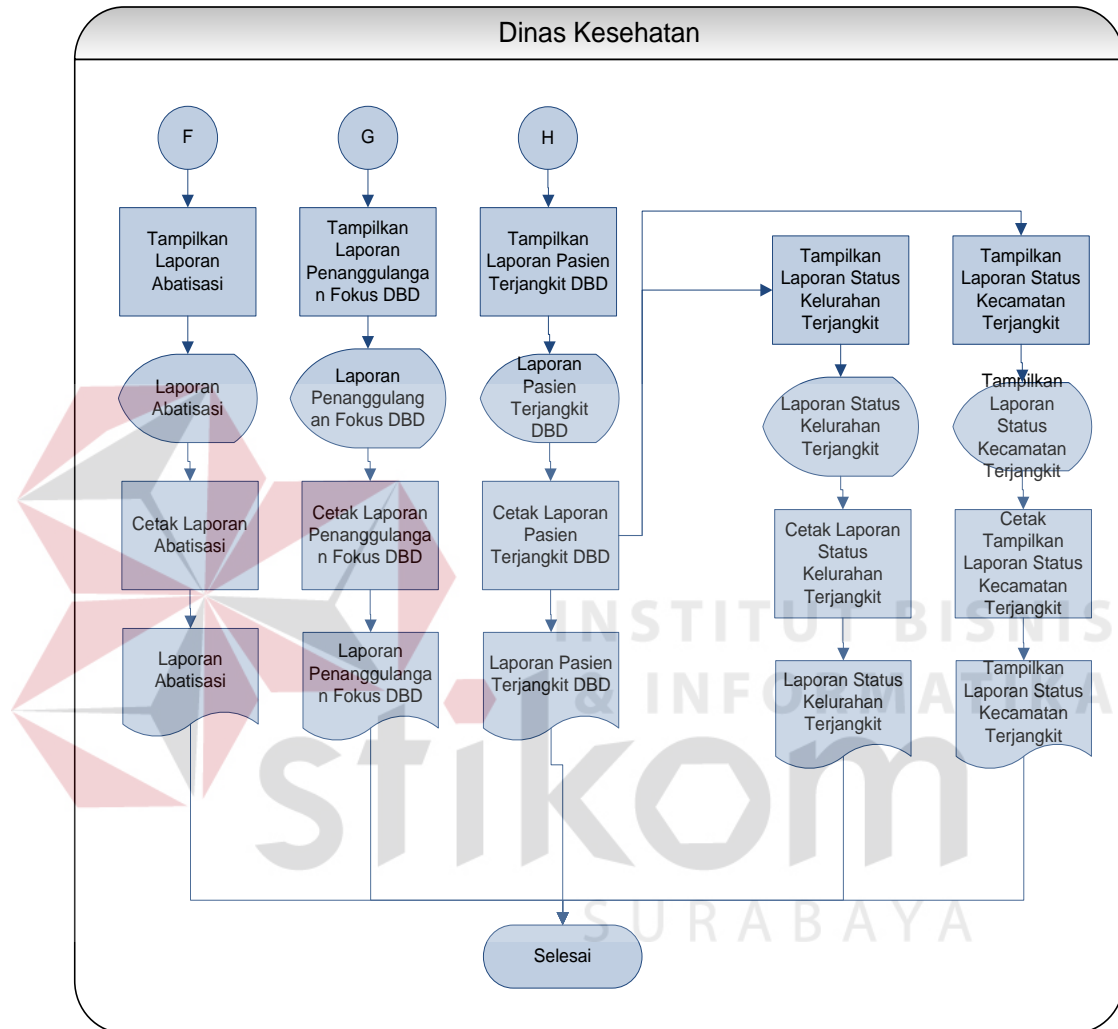 Dinas Kesehatan
F
G
H
Tampilkan
Laporan
Abatisasi
Tampilkan
Laporan
Penanggulanga
n Fokus DBD
Tampilkan
Laporan Pasien
Terjangkit DBD
Tampilkan
Laporan Status
Kelurahan
Terjangkit
Tampilkan
Laporan Status
Kecamatan
Terjangkit
Laporan
Abatisasi
Laporan
Penanggulang
an Fokus DBD
Laporan
Pasien
Terjangkit
DBD
Laporan Status
Kelurahan
Terjangkit
Tampilkan
Laporan
Status
Kecamatan
Terjangkit
Cetak Laporan
Abatisasi
Cetak Laporan
Penanggulanga
n Fokus DBD
Cetak Laporan
Pasien
Terjangkit DBD
Cetak Laporan
Status
Kelurahan
Terjangkit
Cetak
Tampilkan
Laporan Status
Kecamatan
Terjangkit
Laporan
Abatisasi
Laporan
Penanggulanga
n Fokus DBD
Laporan Pasien
Terjangkit DBD
Laporan Status
Kelurahan
Terjangkit
Tampilkan
Laporan Status
Kecamatan
Terjangkit
Selesai
INSTITUT BISNIS
& INFORMATIKA
stikom
SURABAYA